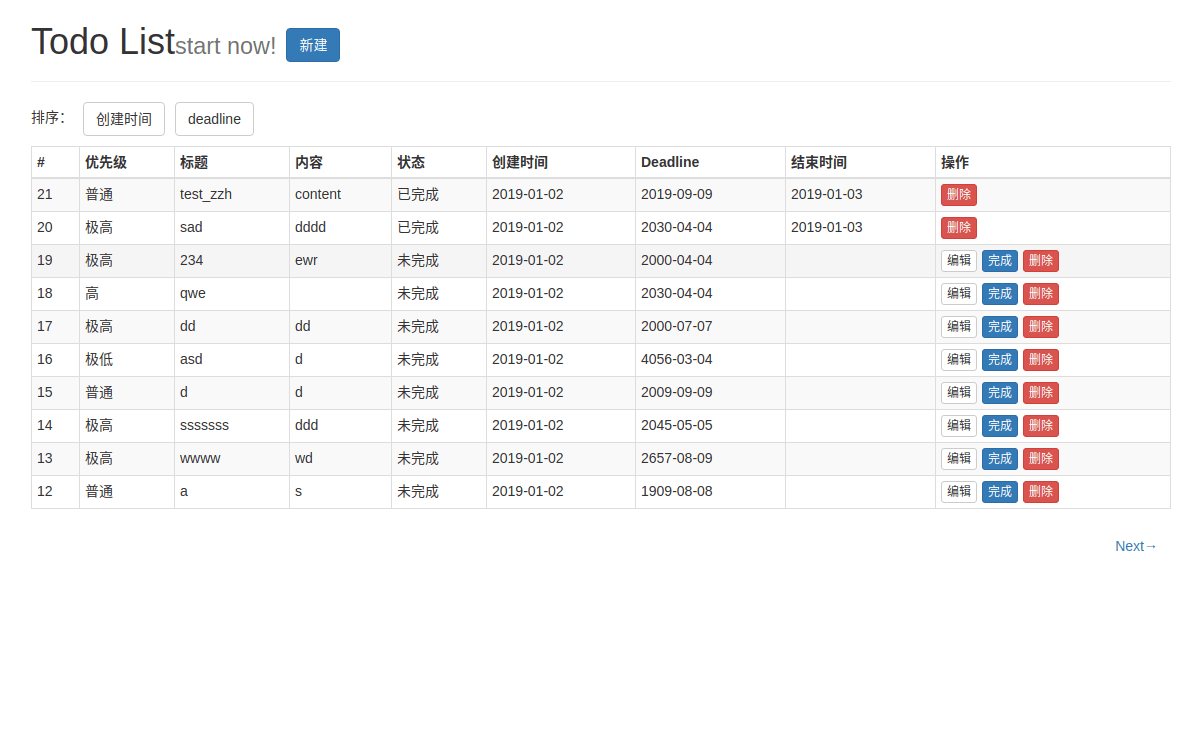 Todo Liststart now! 新建
排序： 创建时间 deadline
# 优先级 标题 内容 状态 创建时间 Deadline 结束时间 操作
21 普通 test_zzh content 已完成 2019-01-02 2019-09-09 2019-01-03 删除
20 极高 sad dddd 已完成 2019-01-02 2030-04-04 2019-01-03 删除
19 极高 234 ewr 未完成 2019-01-02 2000-04-04 编辑 完成 删除
18 高 qwe 未完成 2019-01-02 2030-04-04 编辑 完成 删除
17 极高 dd dd 未完成 2019-01-02 2000-07-07 编辑 完成 删除
16 极低 asd d 未完成 2019-01-02 4056-03-04 编辑 完成 删除
15 普通 d d 未完成 2019-01-02 2009-09-09 编辑 完成 删除
14 极高 sssssss ddd 未完成 2019-01-02 2045-05-05 编辑 完成 删除
13 极高 wwww wd 未完成 2019-01-02 2657-08-09 编辑 完成 删除
12 普通 a s 未完成 2019-01-02 1909-08-08 编辑 完成 删除
Next→